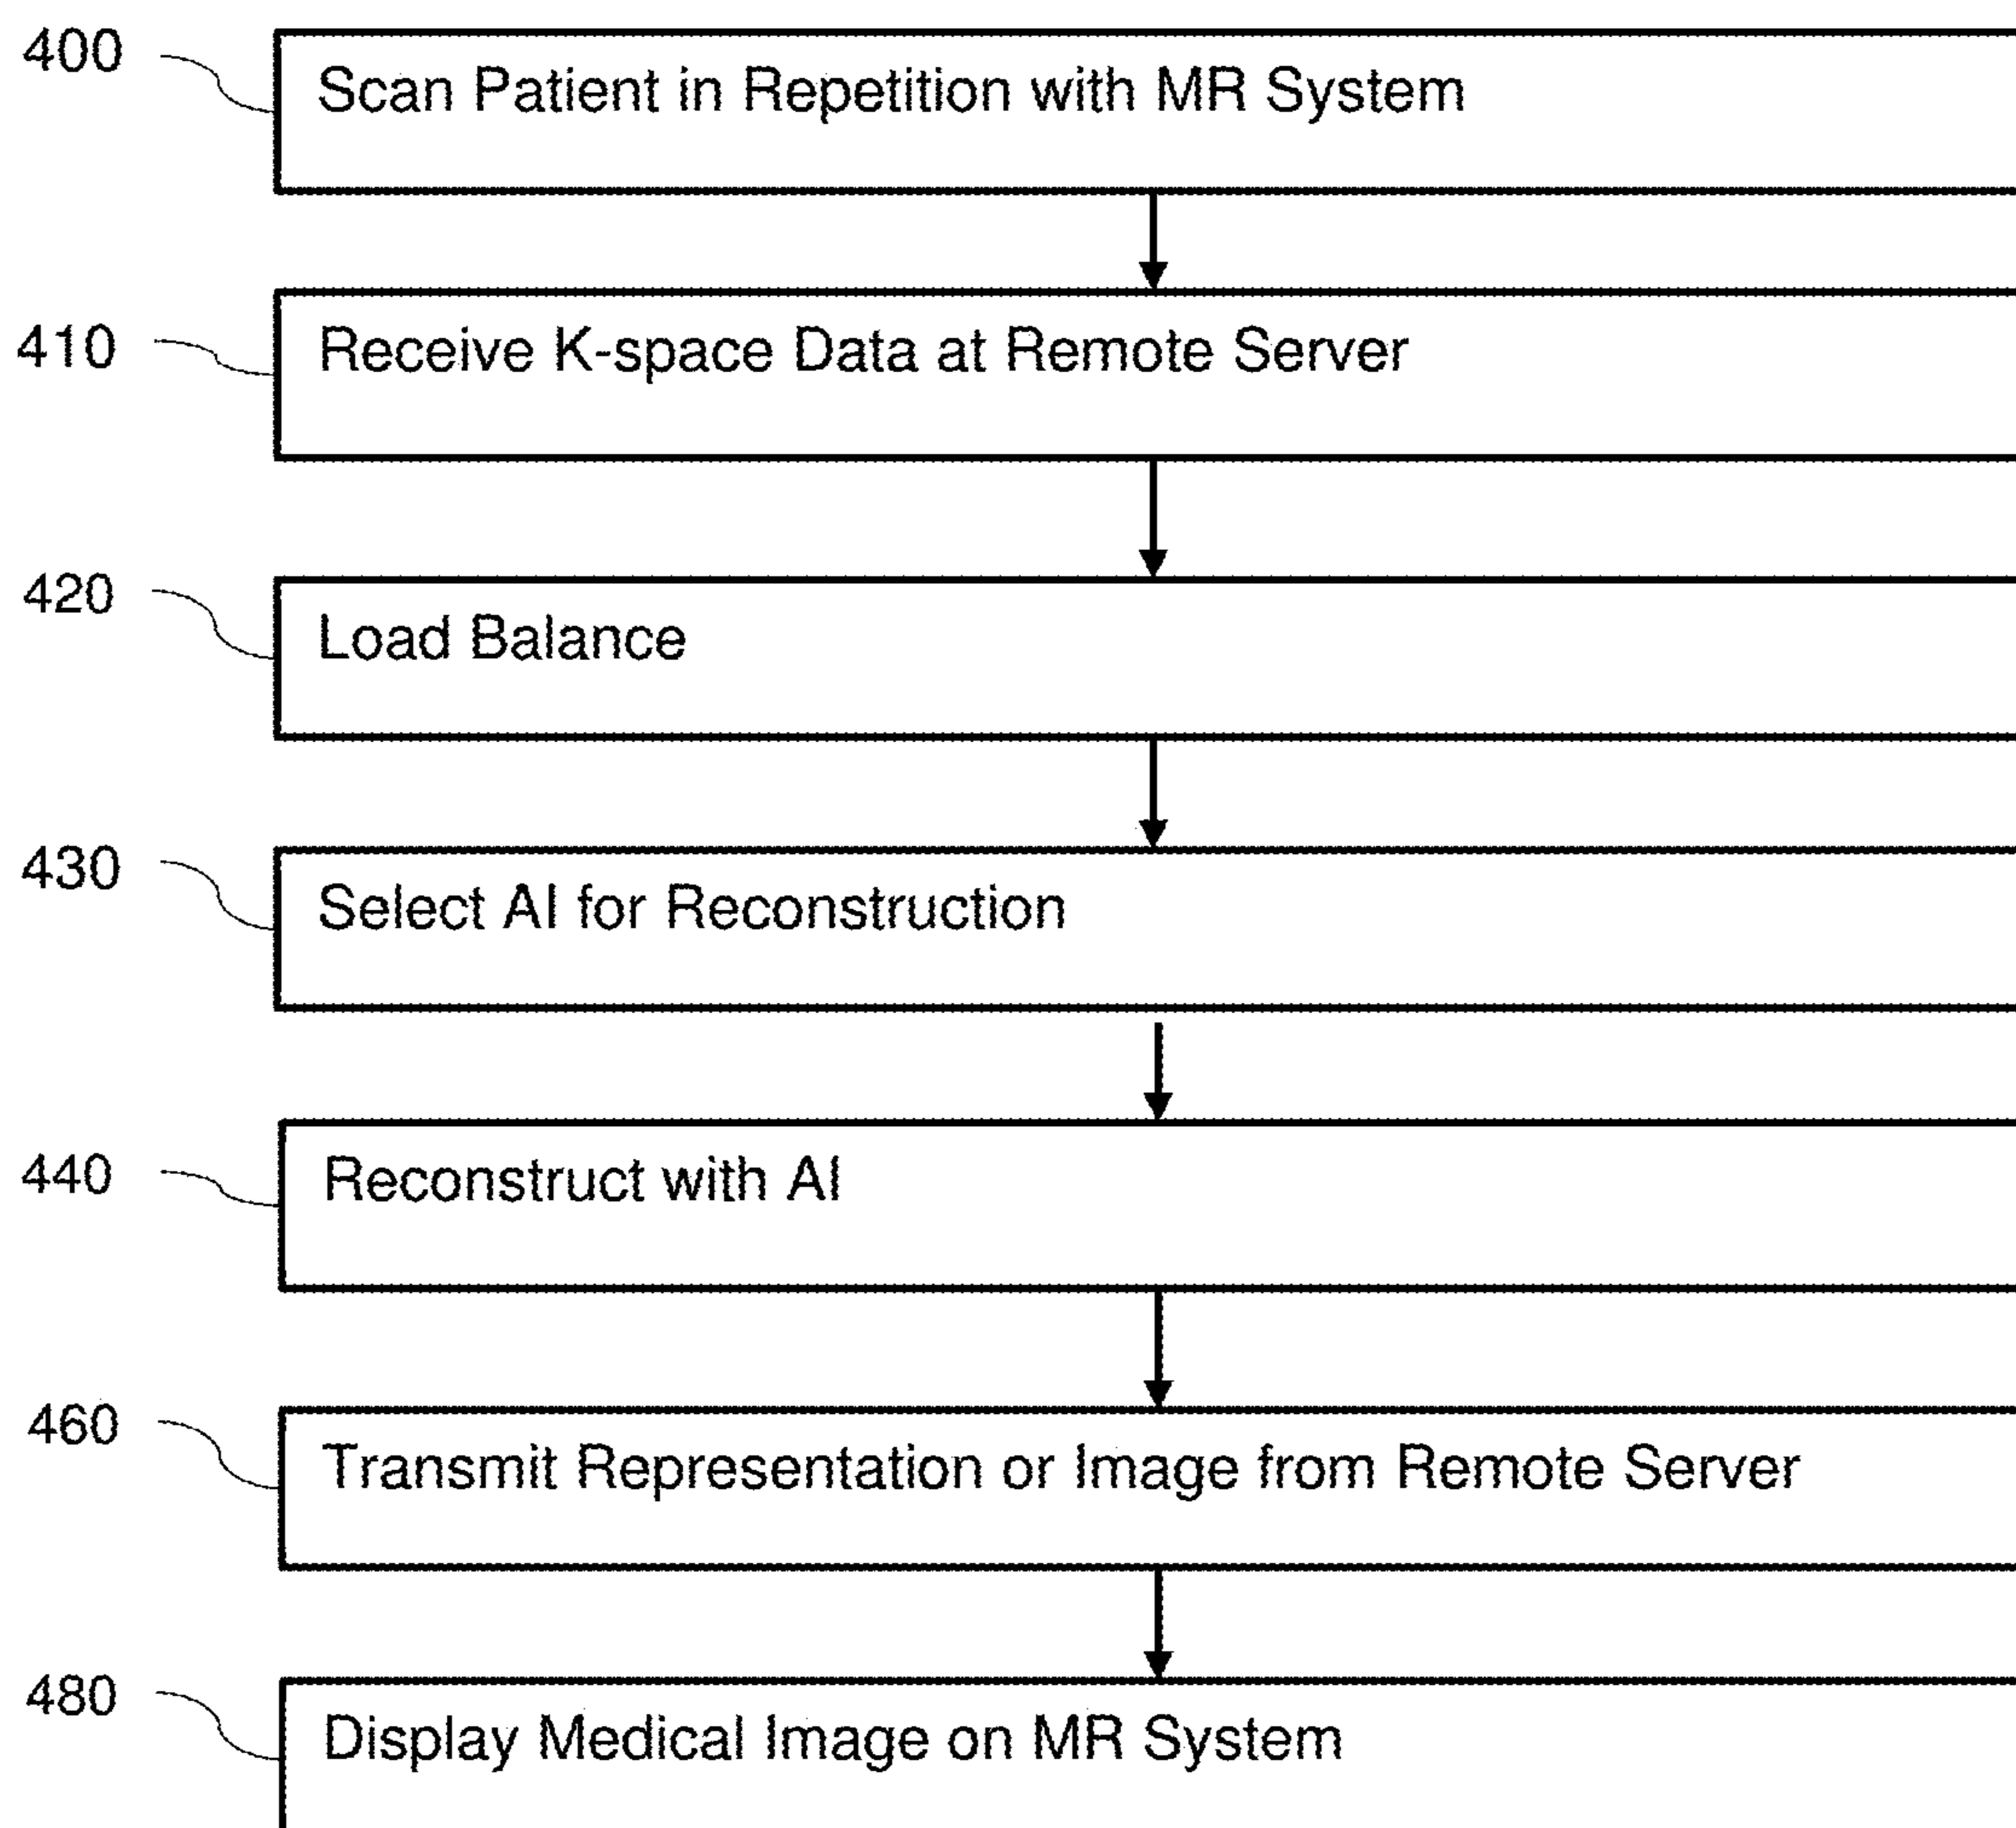 400
Scan Patient in Repetition with MR System
410
Receive K-space Data at Remote Server
420
Load Balance
430
Select AI for Reconstruction
440
Reconstruct with AI
460
Transmit Representation or Image from Remote Server
480
Display Medical Image on MR System